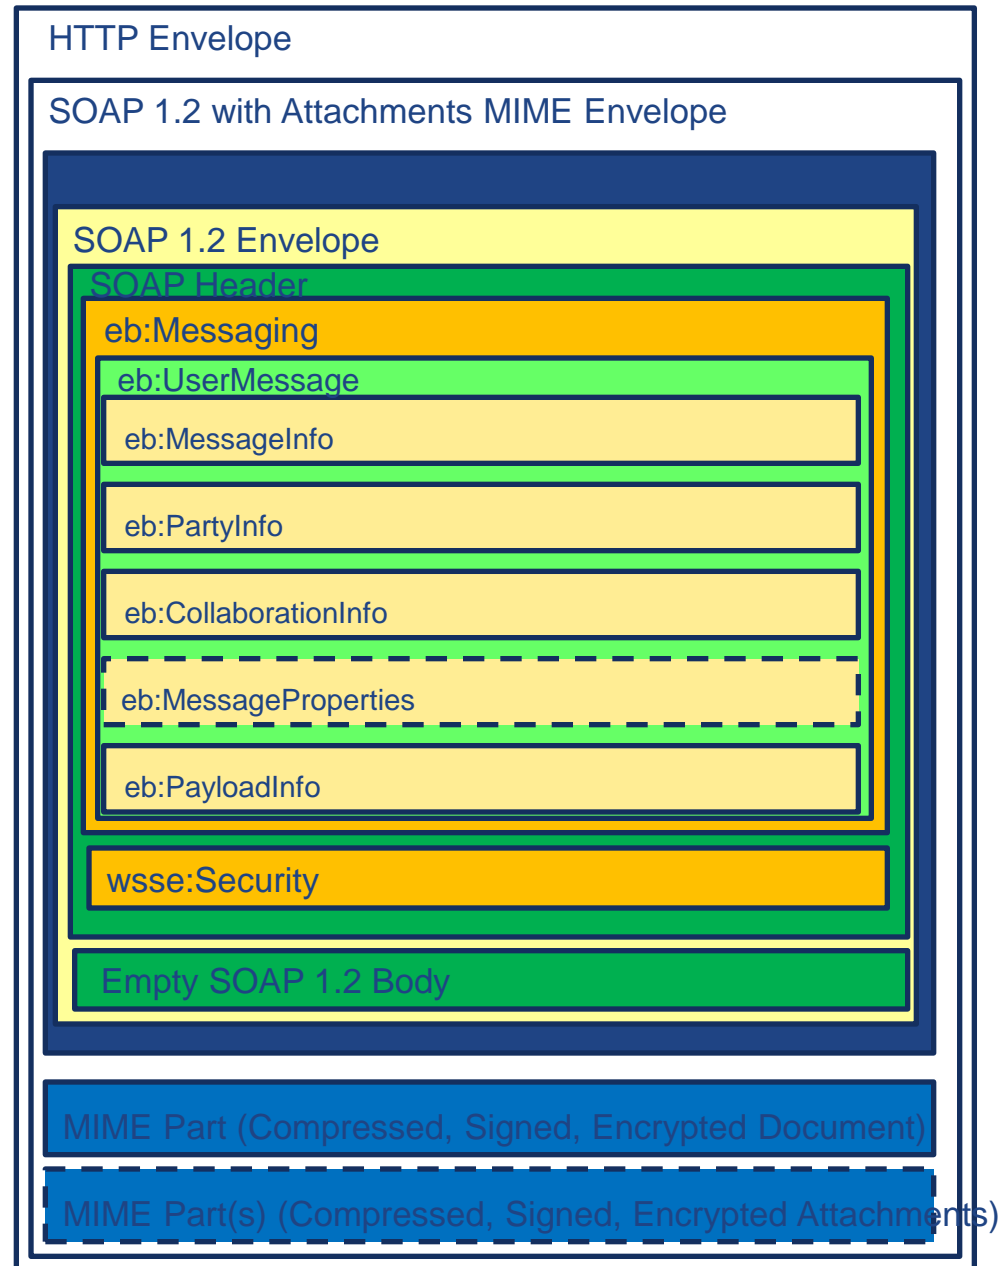 HTTP Envelope
SOAP 1.2 with Attachments MIME Envelope
SOAP 1.2 Envelope
SOAP Header
eb:Messaging
eb:UserMessage
eb:MessageInfo
eb:PartyInfo
eb:CollaborationInfo
eb:MessageProperties
eb:PayloadInfo
wsse:Security
Empty SOAP 1.2 Body
MIME Part (Compressed, Signed, Encrypted Document)
MIME Part(s) (Compressed, Signed, Encrypted Attachments)